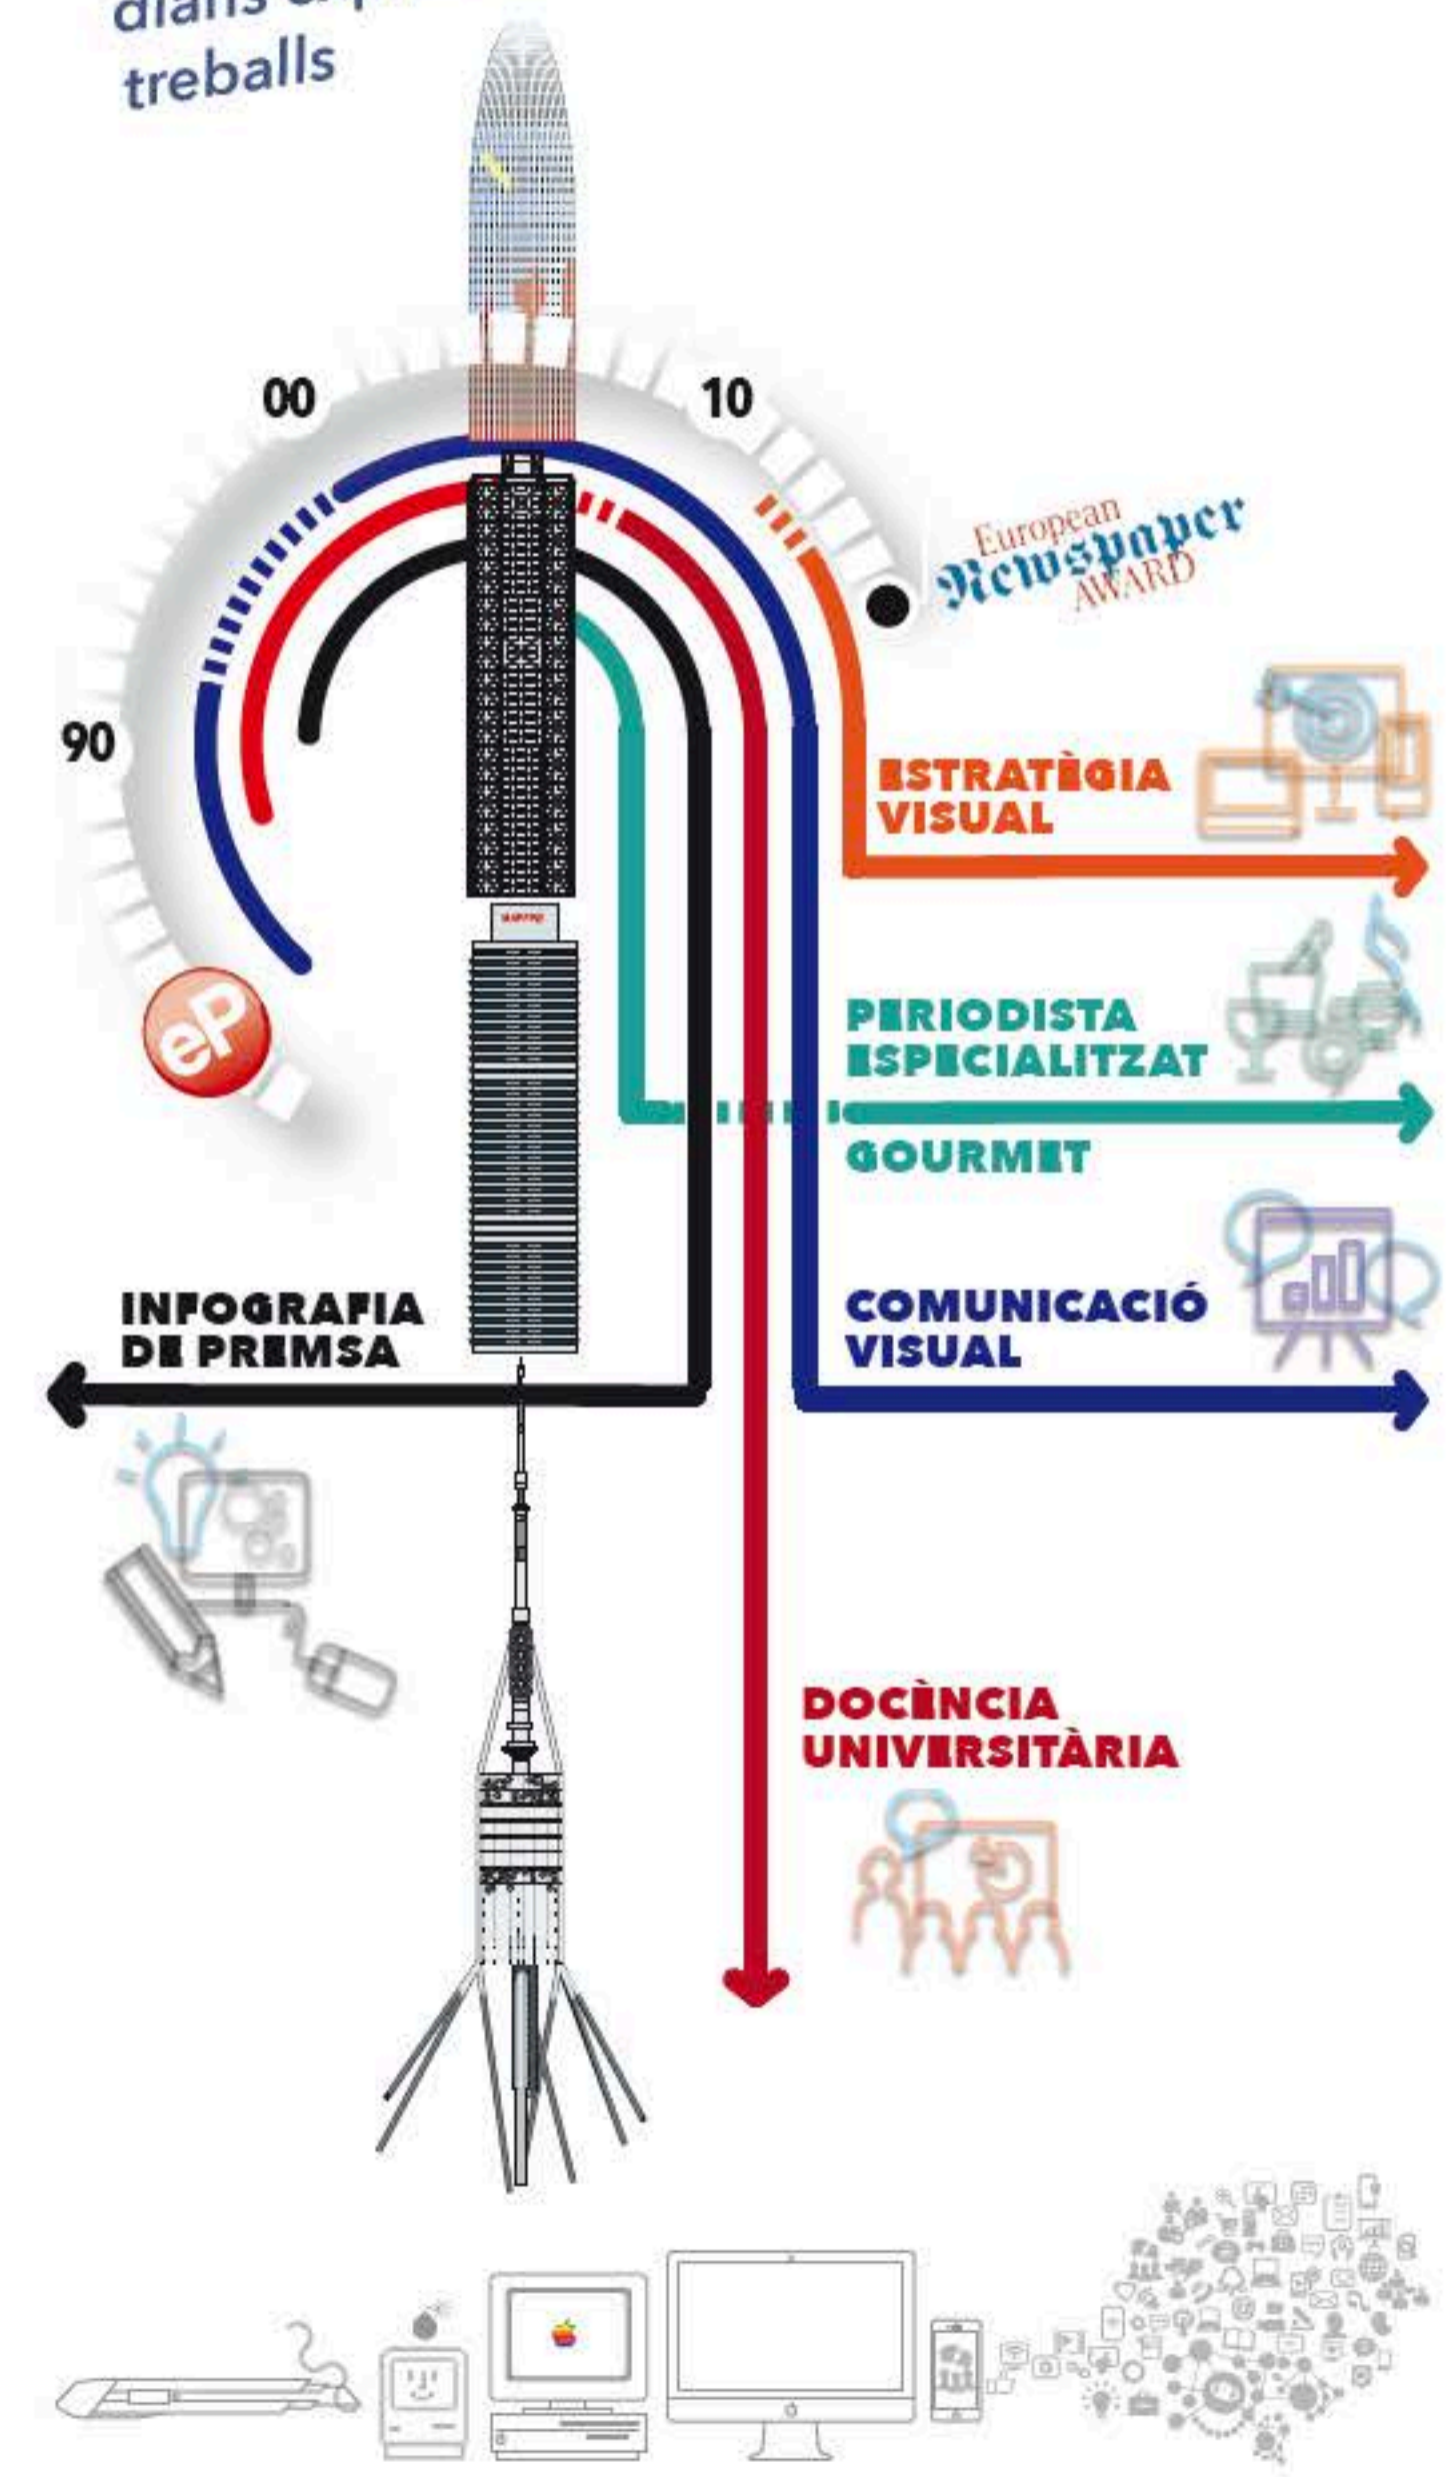 treballs
00
10
90
European
Newspaper
AWARD
ESTRATÈGIA
VISUAL
eP
PERIODISTA
ESPECIALITZAT
GOURMET
INFOGRAFIA
DE PREMSA
COMUNICACIÓ
VISUAL
DOCÈNCIA
UNIVERSITÀRIA